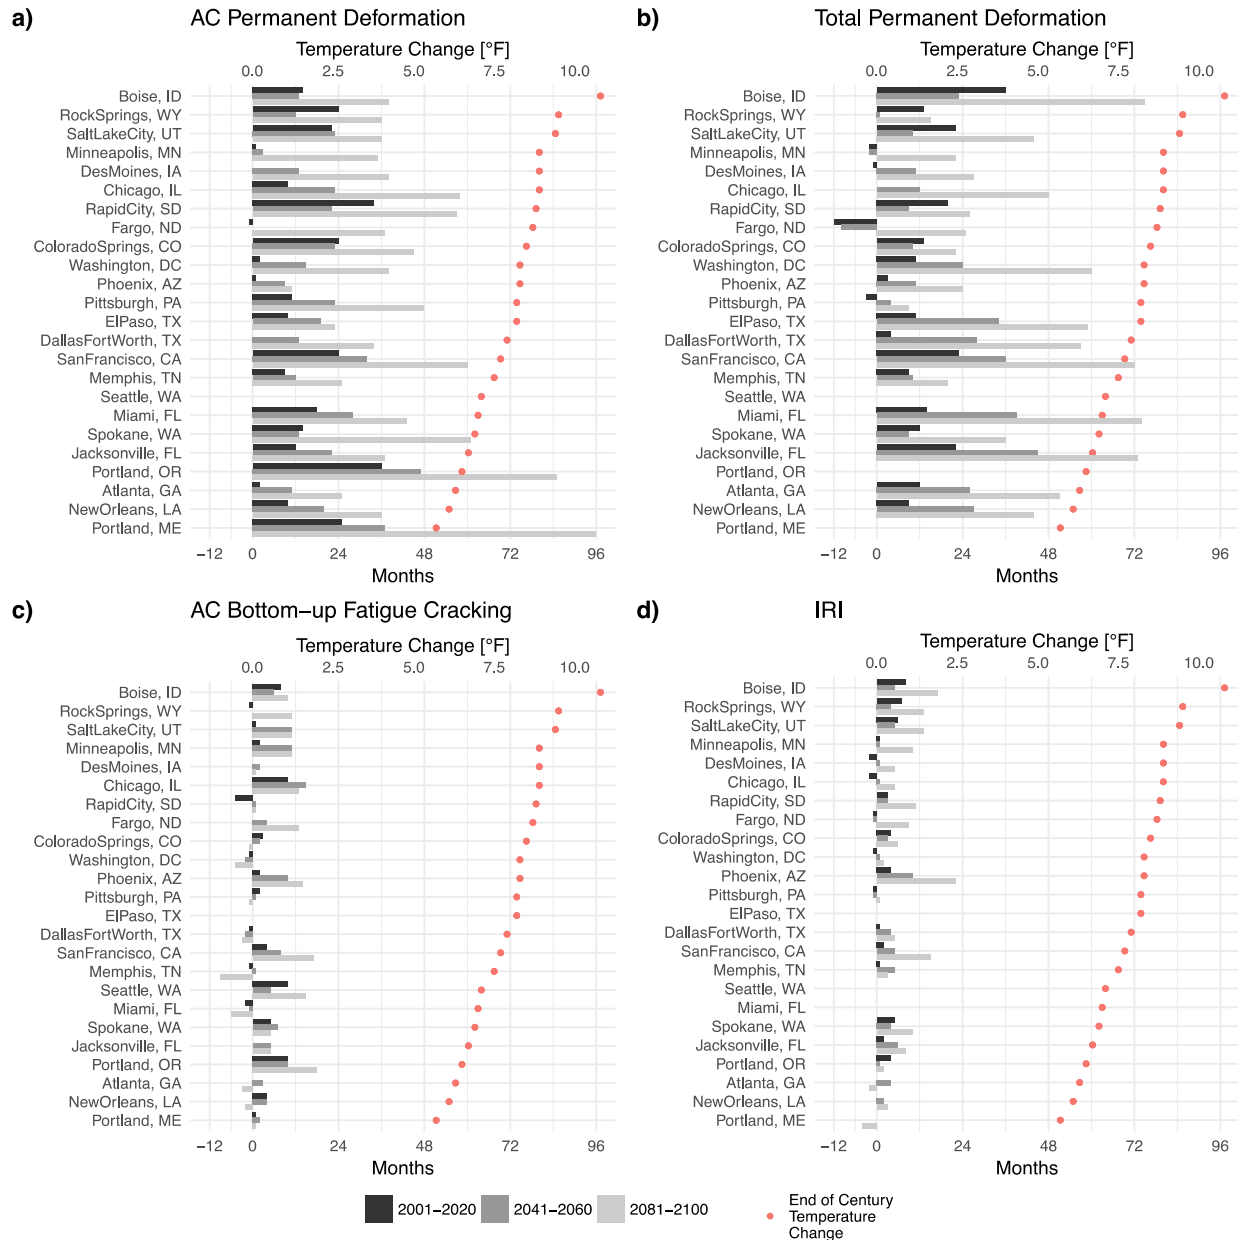 a) AC Permanent Deformation
Temperature Change [°F]
0.0 2.5 5.0 7.5 10.0
Boise, ID
RockSprings, WY
SaltLakeCity, UT
Minneapolis, MN
DesMoines, IA
Chicago, IL
RapidCity, SD
Fargo, ND
ColoradoSprings, CO
Washington, DC
Phoenix, AZ
Pittsburgh, PA
ElPaso, TX
DallasFortWorth, TX
SanFrancisco, CA
Memphis, TN
Seattle, WA
Miami, FL
Spokane, WA
Jacksonville, FL
Portland, OR
Atlanta, GA
NewOrleans, LA
Portland, ME
−12 0 24 48 72 96
Months
b) Total Permanent Deformation
Temperature Change [°F]
0.0 2.5 5.0 7.5 10.0
Boise, ID
RockSprings, WY
SaltLakeCity, UT
Minneapolis, MN
DesMoines, IA
Chicago, IL
RapidCity, SD
Fargo, ND
ColoradoSprings, CO
Washington, DC
Phoenix, AZ
Pittsburgh, PA
ElPaso, TX
DallasFortWorth, TX
SanFrancisco, CA
Memphis, TN
Seattle, WA
Miami, FL
Spokane, WA
Jacksonville, FL
Portland, OR
Atlanta, GA
NewOrleans, LA
Portland, ME
−12 0 24 48 72 96
Months
c) AC Bottom−up Fatigue Cracking
Temperature Change [°F]
0.0 2.5 5.0 7.5 10.0
Boise, ID
RockSprings, WY
SaltLakeCity, UT
Minneapolis, MN
DesMoines, IA
Chicago, IL
RapidCity, SD
Fargo, ND
ColoradoSprings, CO
Washington, DC
Phoenix, AZ
Pittsburgh, PA
ElPaso, TX
DallasFortWorth, TX
SanFrancisco, CA
Memphis, TN
Seattle, WA
Miami, FL
Spokane, WA
Jacksonville, FL
Portland, OR
Atlanta, GA
NewOrleans, LA
Portland, ME
−12 0 24 48 72 96
Months
d) IRI
Temperature Change [°F]
0.0 2.5 5.0 7.5 10.0
Boise, ID
RockSprings, WY
SaltLakeCity, UT
Minneapolis, MN
DesMoines, IA
Chicago, IL
RapidCity, SD
Fargo, ND
ColoradoSprings, CO
Washington, DC
Phoenix, AZ
Pittsburgh, PA
ElPaso, TX
DallasFortWorth, TX
SanFrancisco, CA
Memphis, TN
Seattle, WA
Miami, FL
Spokane, WA
Jacksonville, FL
Portland, OR
Atlanta, GA
NewOrleans, LA
Portland, ME
−12 0 24 48 72 96
Months
2001−2020 2041−2060 2081−2100
End of Century
Temperature
Change